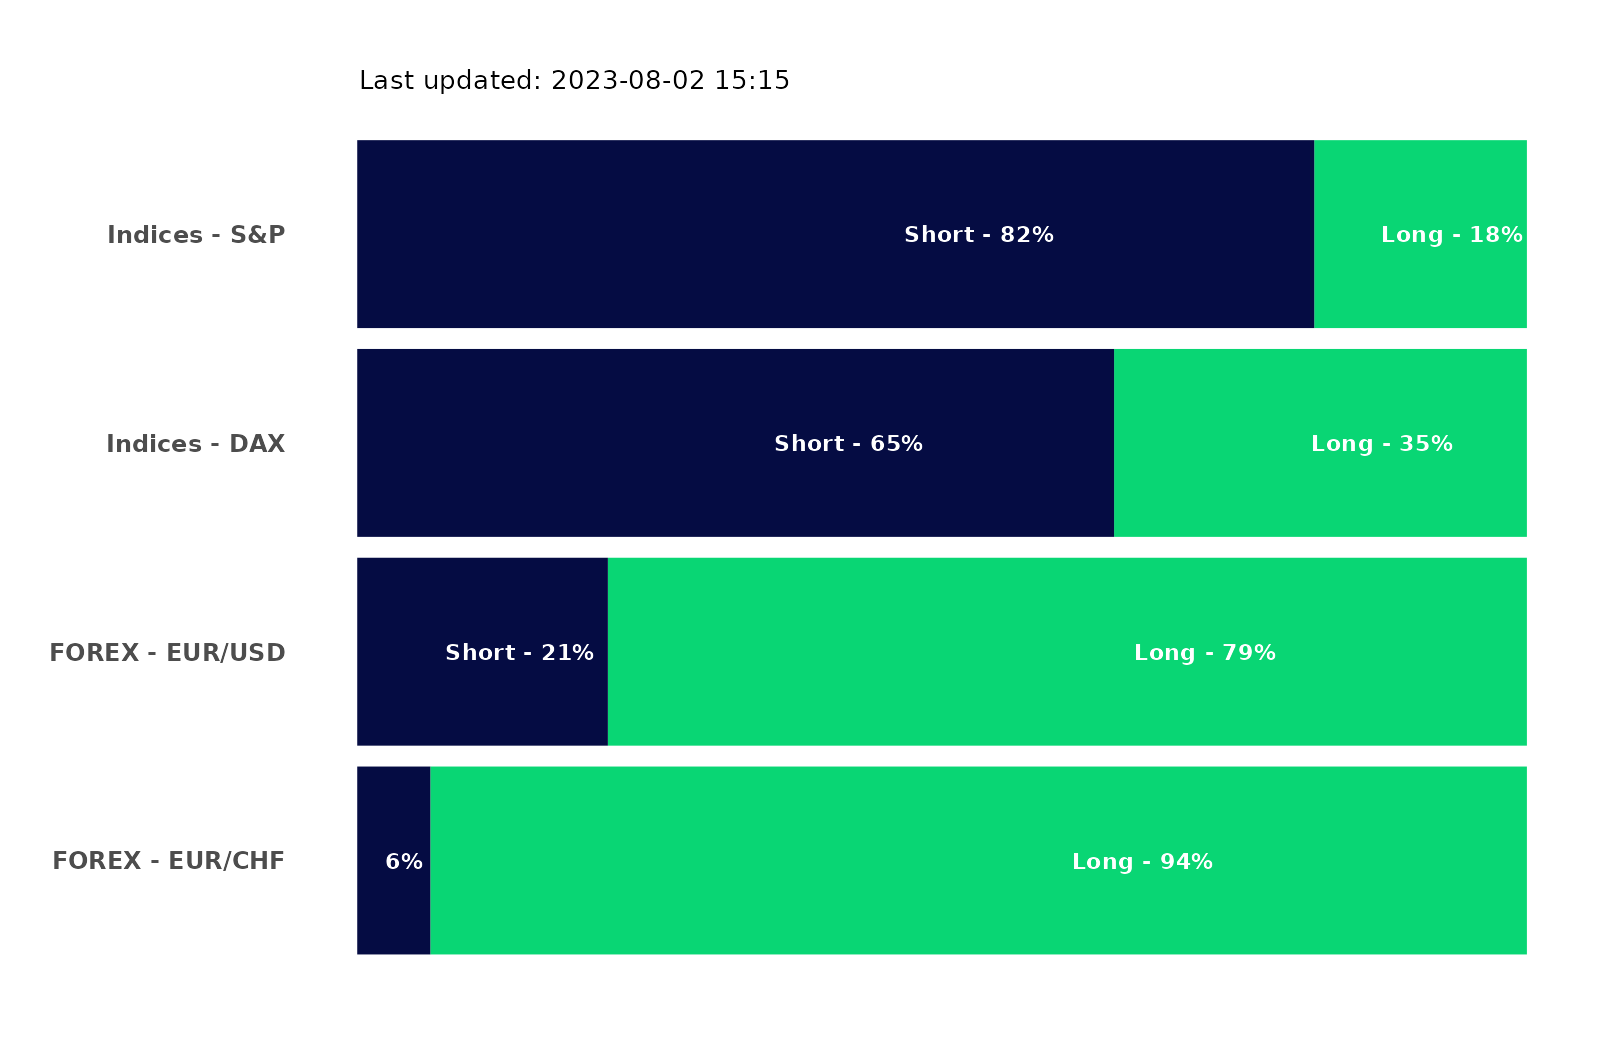 Last updated: 2023-08-02 15:15
Indices - S&P
Short - 82%
Long - 18%
Indices - DAX
Short - 65%
Long - 35%
FOREX - EUR/USD
Short - 21%
Long - 79%
FOREX - EUR/CHF
6%
Long - 94%